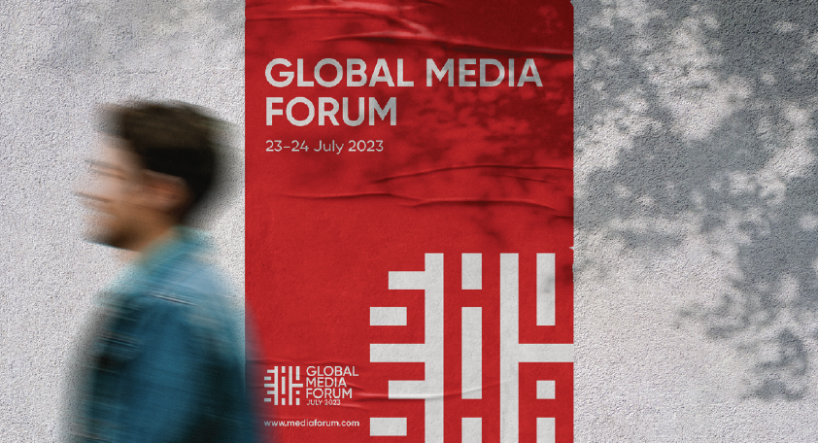 GLOBAL MEDIA
FORUM
23–24 July 2023
GLOBAL
MEDIA
FORUM
JULY 2023
www.mediaforum.com